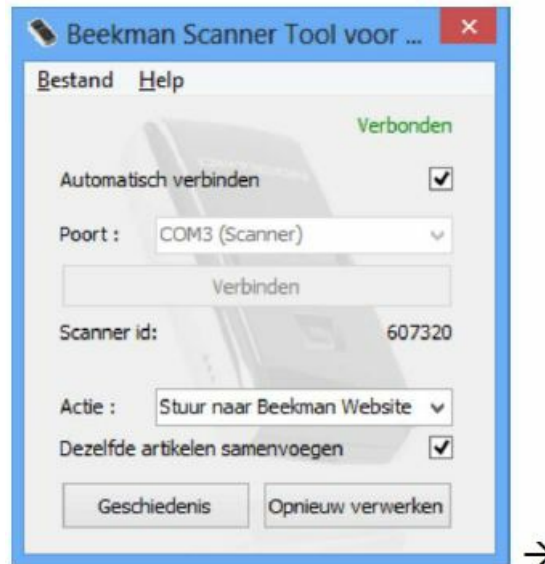 Beekman Scanner Tool voor ...
Bestand Help
Verbonden
Automatisch verbinden
Poort : COM3 (Scanner)
Verbinden
Scanner id: 607320
Actie : Stuur naar Beekman Website
Dezelfde artikelen samenvoegen
Geschiedenis Opnieuw verwerken
→